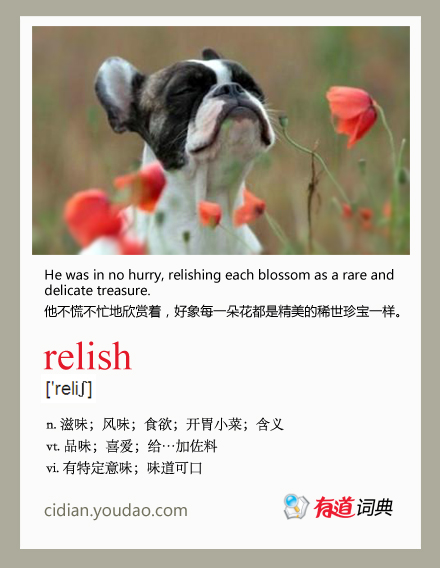 He was in no hurry, relishing each blossom as a rare and
delicate treasure.
他不慌不忙地欣赏着，好象每一朵花都是精美的稀世珍宝一样。
relish
['reliʃ]
n. 滋味；风味；食欲；开胃小菜；含义
vt. 品味；喜爱；给…加佐料
vi. 有特定意味；味道可口
cidian.youdao.com
有道词典